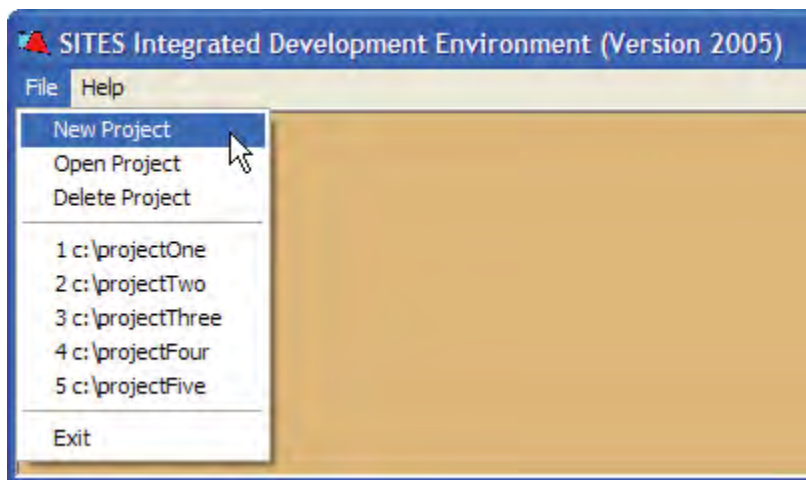 SITES Integrated Development Environment (Version 2005)
File Help
New Project
Open Project
Delete Project
1 c:\projectOne
2 c:\projectTwo
3 c:\projectThree
4 c:\projectFour
5 c:\projectFive
Exit